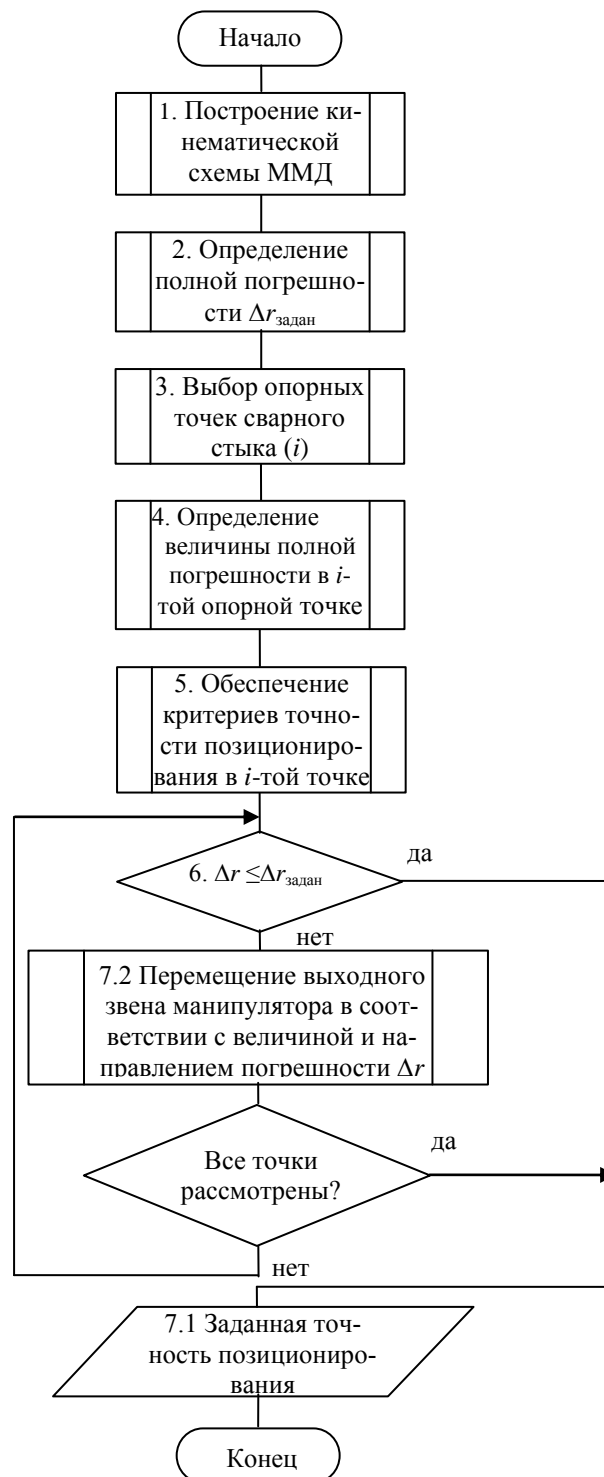 Начало
1. Построение ки-
нематической
схемы ММД
2. Определение
полной погрешно-
сти Δrзадан
3. Выбор опорных
точек сварного
стыка (i)
4. Определение
величины полной
погрешности в i-
той опорной точке
5. Обеспечение
критериев точно-
сти позициониро-
вания в i-той точке
да
6. Δr ≤Δrзадан
нет
7.2 Перемещение выходного
звена манипулятора в соот-
ветствии с величиной и на-
правлением погрешности Δr
да
Все точки
рассмотрены?
нет
7.1 Заданная точ-
ность позициониро-
вания
Конец